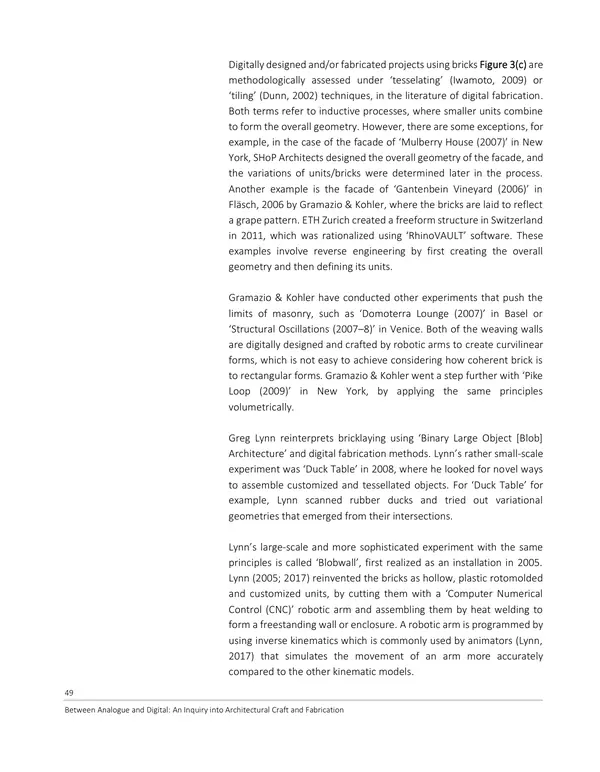 Digitally designed and/or fabricated projects using bricks Figure 3(c) are
methodologically assessed under ‘tesselating’ (Iwamoto, 2009) or
‘tiling’ (Dunn, 2002) techniques, in the literature of digital fabrication.
Both terms refer to inductive processes, where smaller units combine
to form the overall geometry. However, there are some exceptions, for
example, in the case of the facade of ‘Mulberry House (2007)’ in New
York, SHoP Architects designed the overall geometry of the facade, and
the variations of units/bricks were determined later in the process.
Another example is the facade of ‘Gantenbein Vineyard (2006)’ in
Fläsch, 2006 by Gramazio & Kohler, where the bricks are laid to reflect
a grape pattern. ETH Zurich created a freeform structure in Switzerland
in 2011, which was rationalized using ‘RhinoVAULT’ software. These
examples involve reverse engineering by first creating the overall
geometry and then defining its units.
Gramazio & Kohler have conducted other experiments that push the
limits of masonry, such as ‘Domoterra Lounge (2007)’ in Basel or
‘Structural Oscillations (2007–8)’ in Venice. Both of the weaving walls
are digitally designed and crafted by robotic arms to create curvilinear
forms, which is not easy to achieve considering how coherent brick is
to rectangular forms. Gramazio & Kohler went a step further with ‘Pike
Loop (2009)’ in New York, by applying the same principles
volumetrically.
Greg Lynn reinterprets bricklaying using ‘Binary Large Object [Blob]
Architecture’ and digital fabrication methods. Lynn’s rather small-scale
experiment was ‘Duck Table’ in 2008, where he looked for novel ways
to assemble customized and tessellated objects. For ‘Duck Table’ for
example, Lynn scanned rubber ducks and tried out variational
geometries that emerged from their intersections.
Lynn’s large-scale and more sophisticated experiment with the same
principles is called ‘Blobwall’, first realized as an installation in 2005.
Lynn (2005; 2017) reinvented the bricks as hollow, plastic rotomolded
and customized units, by cutting them with a ‘Computer Numerical
Control (CNC)’ robotic arm and assembling them by heat welding to
form a freestanding wall or enclosure. A robotic arm is programmed by
using inverse kinematics which is commonly used by animators (Lynn,
2017) that simulates the movement of an arm more accurately
compared to the other kinematic models.
49
Between Analogue and Digital: An Inquiry into Architectural Craft and Fabrication